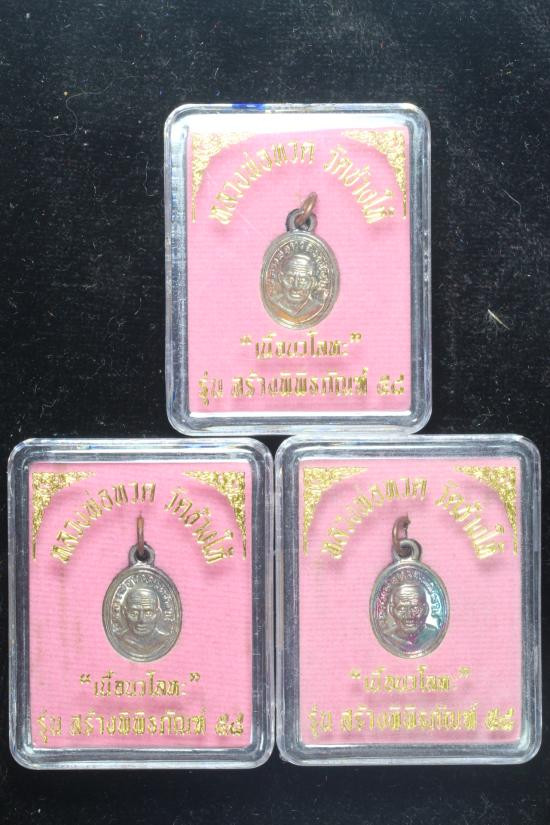 หลวงพ่อทวด วัดช้างให้
"เนื้อนวโลหะ"
รุ่น สร้างพิพิธภัณฑ์ ๕๔
หลวงพ่อทวด วัดช้างให้
"เนื้อนวโลหะ"
รุ่น สร้างพิพิธภัณฑ์ ๕๔
หลวงพ่อทวด วัดช้างให้
"เนื้อนวโลหะ"
รุ่น สร้างพิพิธภัณฑ์ ๕๔